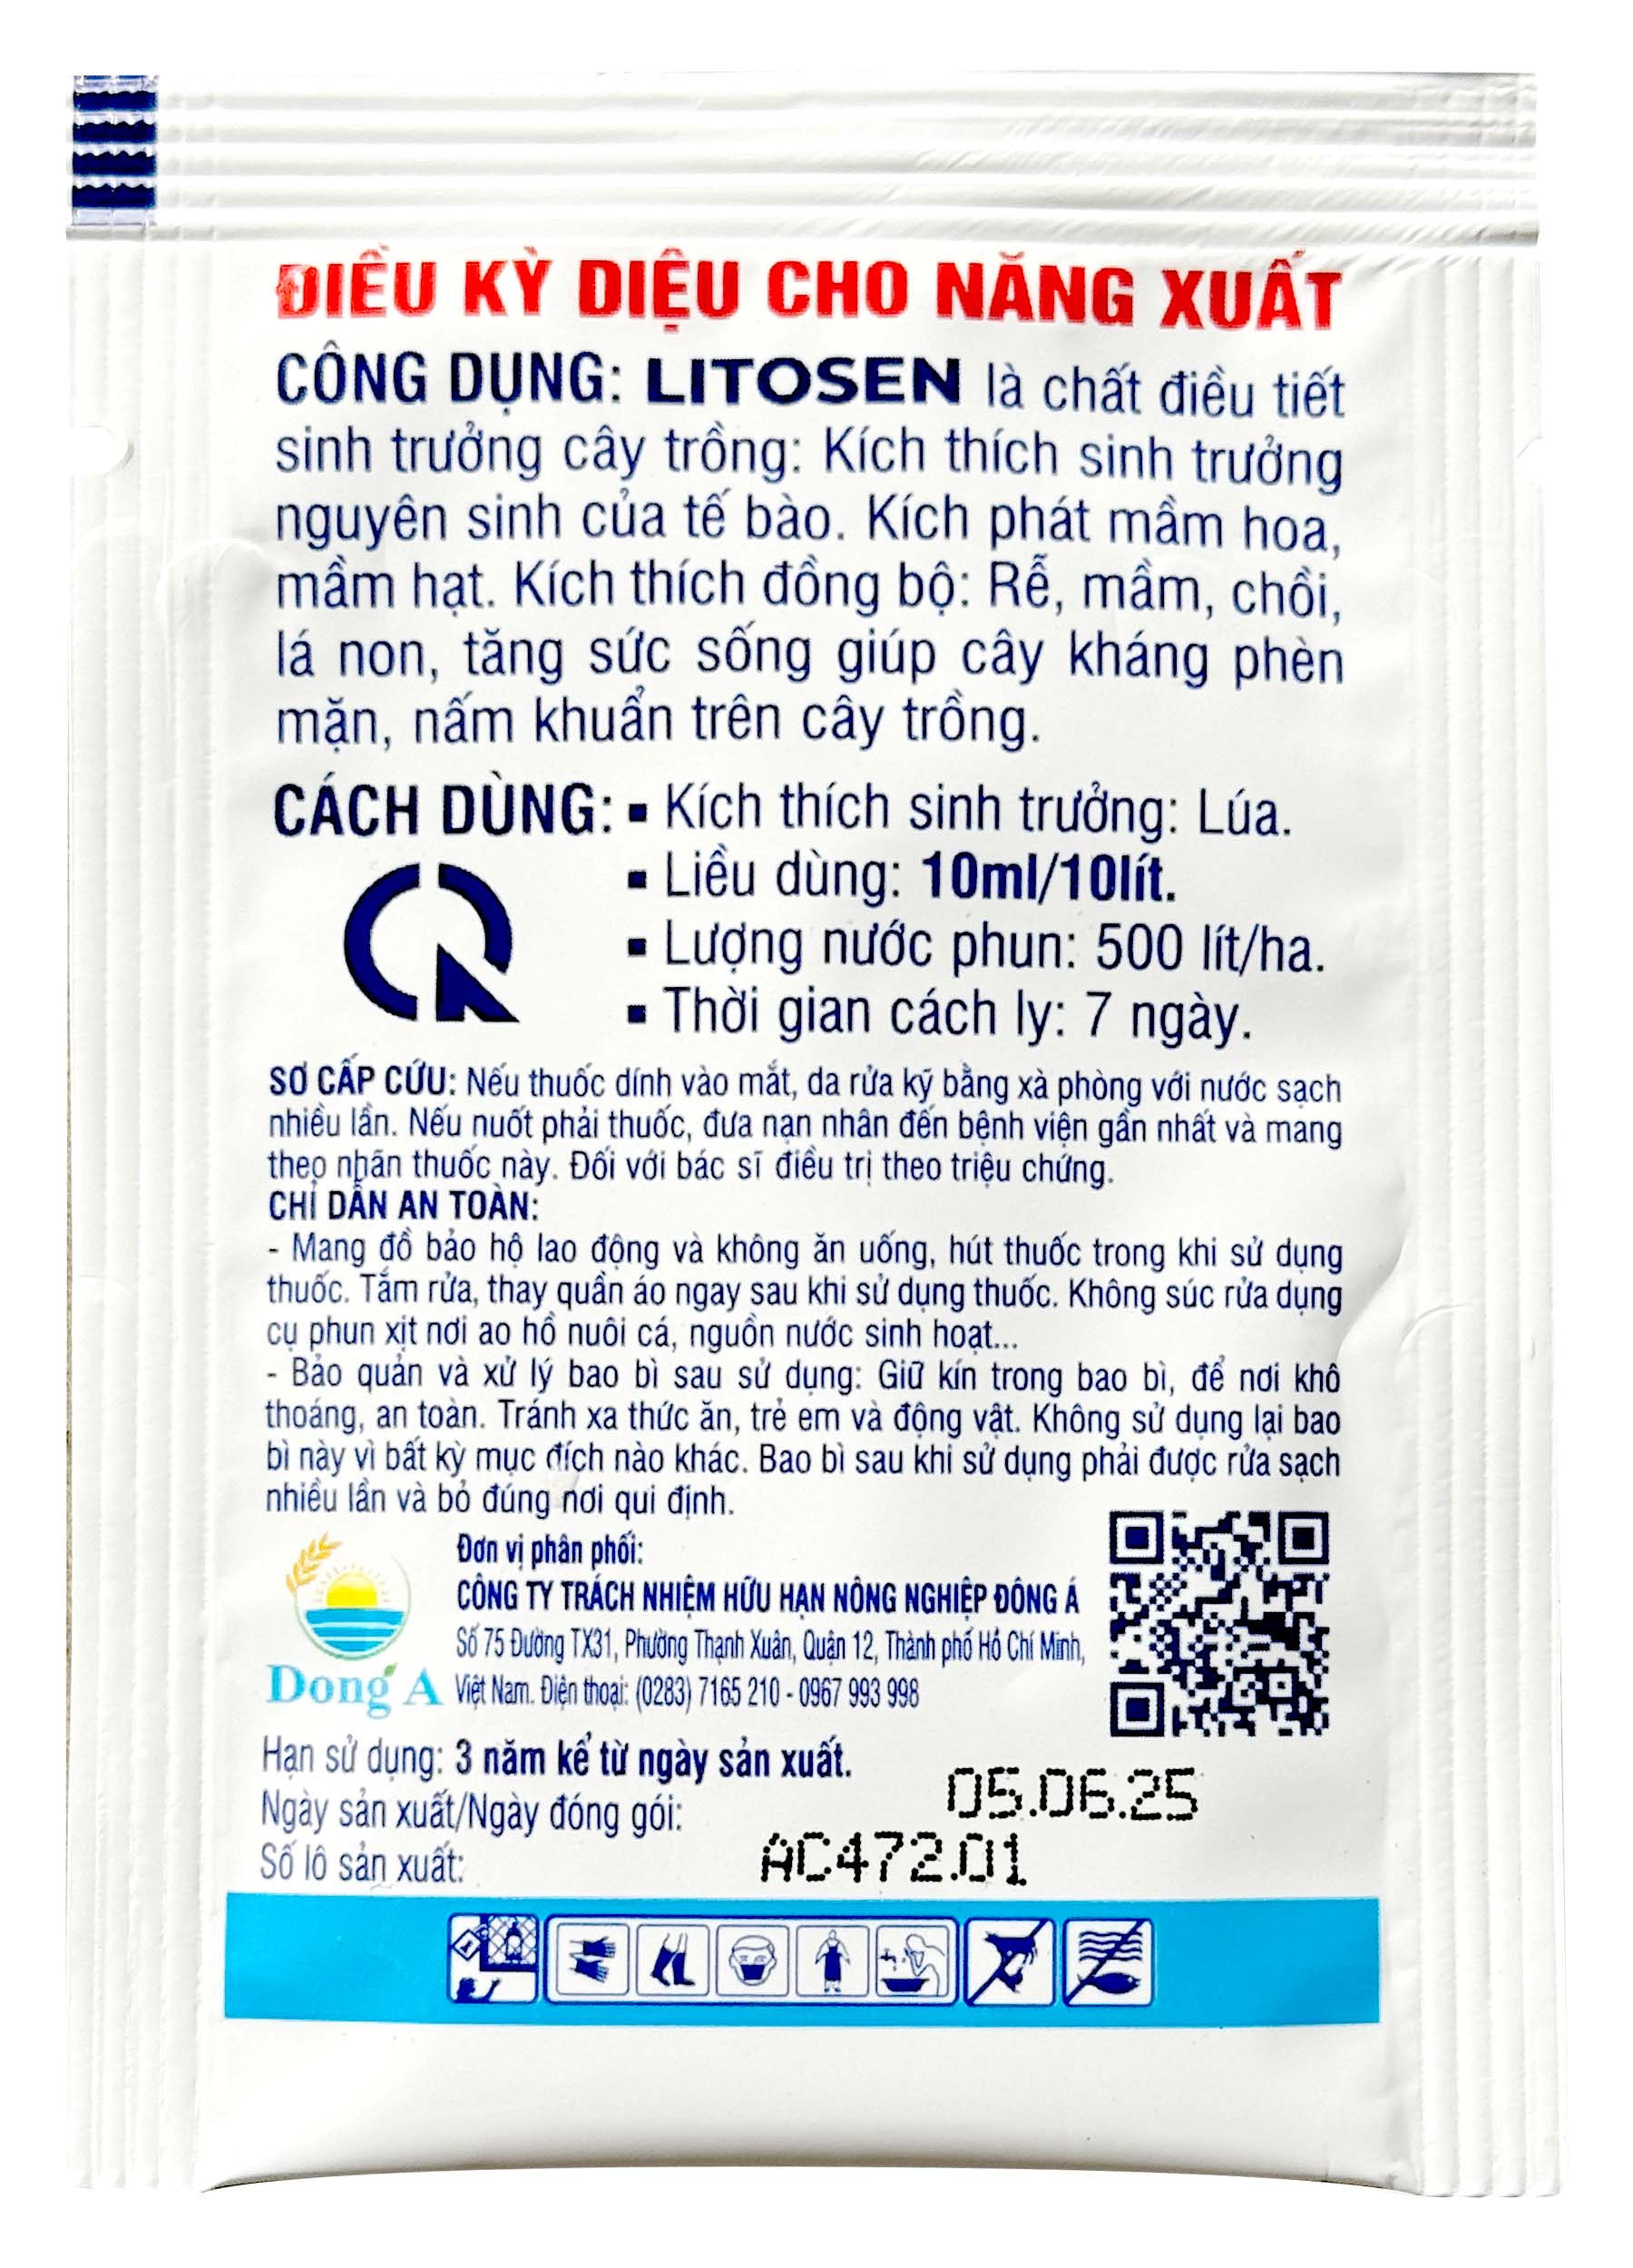 ĐIỀU KỲ DIỆU CHO NĂNG XUẤT
CÔNG DỤNG: LITOSEN là chất điều tiết
sinh trưởng cây trồng: Kích thích sinh trưởng
nguyên sinh của tế bào. Kích phát mầm hoa,
mầm hạt. Kích thích đồng bộ: Rễ, mầm, chồi,
lá non, tăng sức sống giúp cây kháng phèn
mặn, nấm khuẩn trên cây trồng.
CÁCH DÙNG: ▪ Kích thích sinh trưởng: Lúa.
▪ Liều dùng: 10ml/10lít.
▪ Lượng nước phun: 500 lít/ha.
▪ Thời gian cách ly: 7 ngày.
SƠ CẤP CỨU: Nếu thuốc dính vào mắt, da rửa kỹ bằng xà phòng với nước sạch
nhiều lần. Nếu nuốt phải thuốc, đưa nạn nhân đến bệnh viện gần nhất và mang
theo nhãn thuốc này. Đối với bác sĩ điều trị theo triệu chứng.
CHỈ DẪN AN TOÀN:
- Mang đồ bảo hộ lao động và không ăn uống, hút thuốc trong khi sử dụng
thuốc. Tắm rửa, thay quần áo ngay sau khi sử dụng thuốc. Không súc rửa dụng
cụ phun xịt nơi ao hồ nuôi cá, nguồn nước sinh hoạt...
- Bảo quản và xử lý bao bì sau sử dụng: Giữ kín trong bao bì, để nơi khô
thoáng, an toàn. Tránh xa thức ăn, trẻ em và động vật. Không sử dụng lại bao
bì này vì bất kỳ mục đích nào khác. Bao bì sau khi sử dụng phải được rửa sạch
nhiều lần và bỏ đúng nơi qui định.
Đơn vị phân phối:
CÔNG TY TRÁCH NHIỆM HỮU HẠN NÔNG NGHIỆP ĐÔNG Á
Số 75 Đường TX31, Phường Thạnh Xuân, Quận 12, Thành phố Hồ Chí Minh,
Việt Nam. Điện thoại: (0283) 7165 210 - 0967 993 998
Dong A
Hạn sử dụng: 3 năm kể từ ngày sản xuất.
Ngày sản xuất/Ngày đóng gói: 05.06.25
Số lô sản xuất: AC472.01